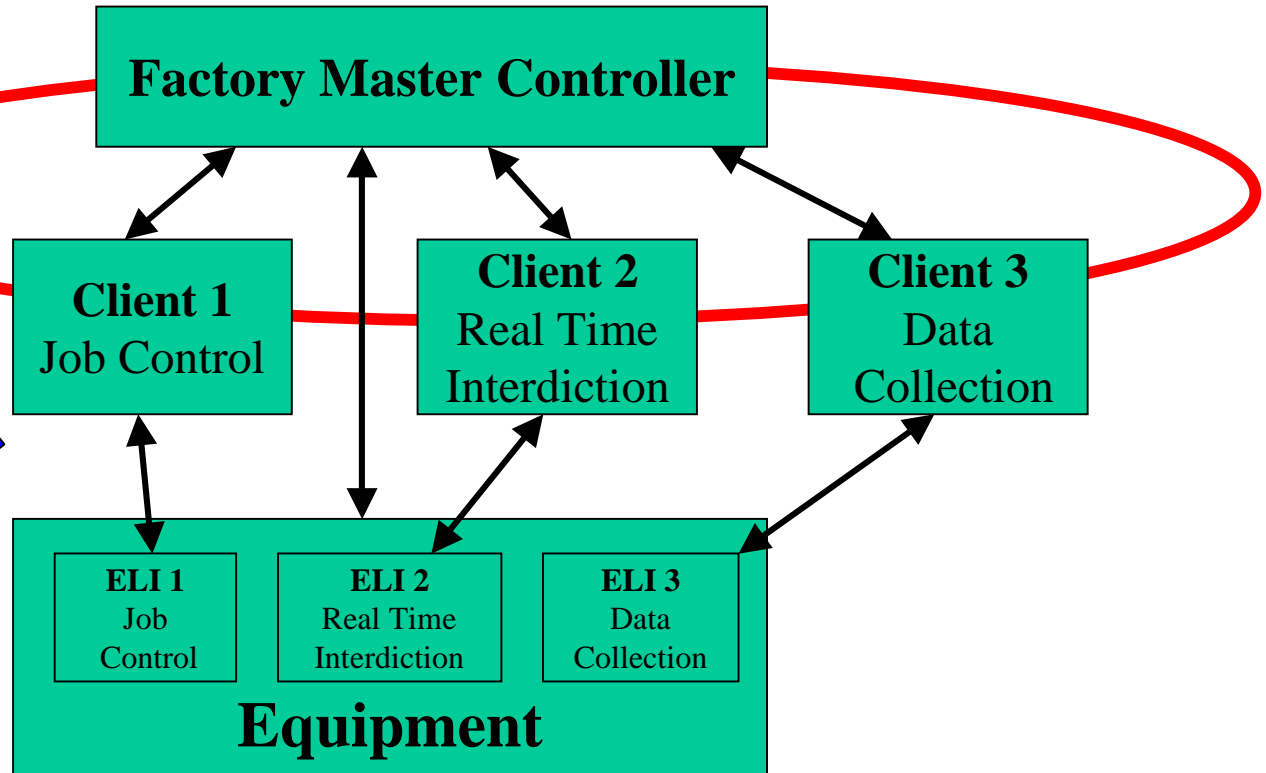 Factory Master Controller
Client 1
Job Control
Client 2
Real Time
Interdiction
Client 3
Data
Collection
ELI 1
Job
Control
ELI 2
Real Time
Interdiction
ELI 3
Data
Collection
Equipment